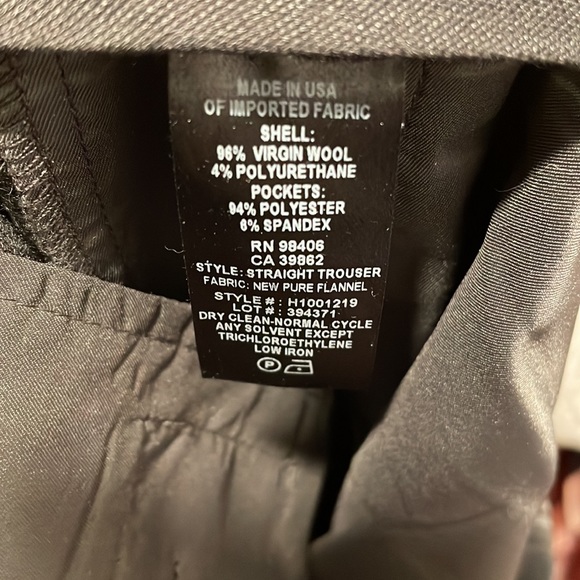 MADE IN USA
OF IMPORTED FABRIC
SHELL:
96% VIRGIN WOOL
4% POLYURETHANE
POCKETS:
94% POLYESTER
6% SPANDEX
RN 98406
CA 39862
STYLE: STRAIGHT TROUSER
FABRIC: NEW PURE FLANNEL
STYLE # : H1001219
LOT # : 394371
DRY CLEAN-NORMAL CYCLE
ANY SOLVENT EXCEPT
TRICHLOROETHYLENE
LOW IRON
P